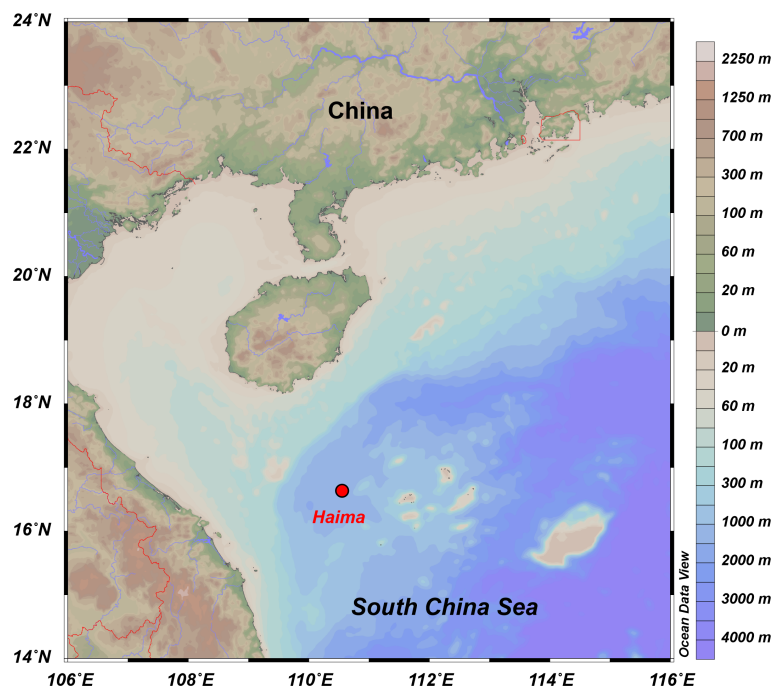 24°N
22°N
20°N
18°N
16°N
14°N
106°E
108°E
110°E
112°E
114°E
116°E
China
Haima
South China Sea
Ocean Data View
2250 m
1250 m
700 m
300 m
100 m
60 m
20 m
0 m
20 m
60 m
100 m
300 m
1000 m
2000 m
3000 m
4000 m